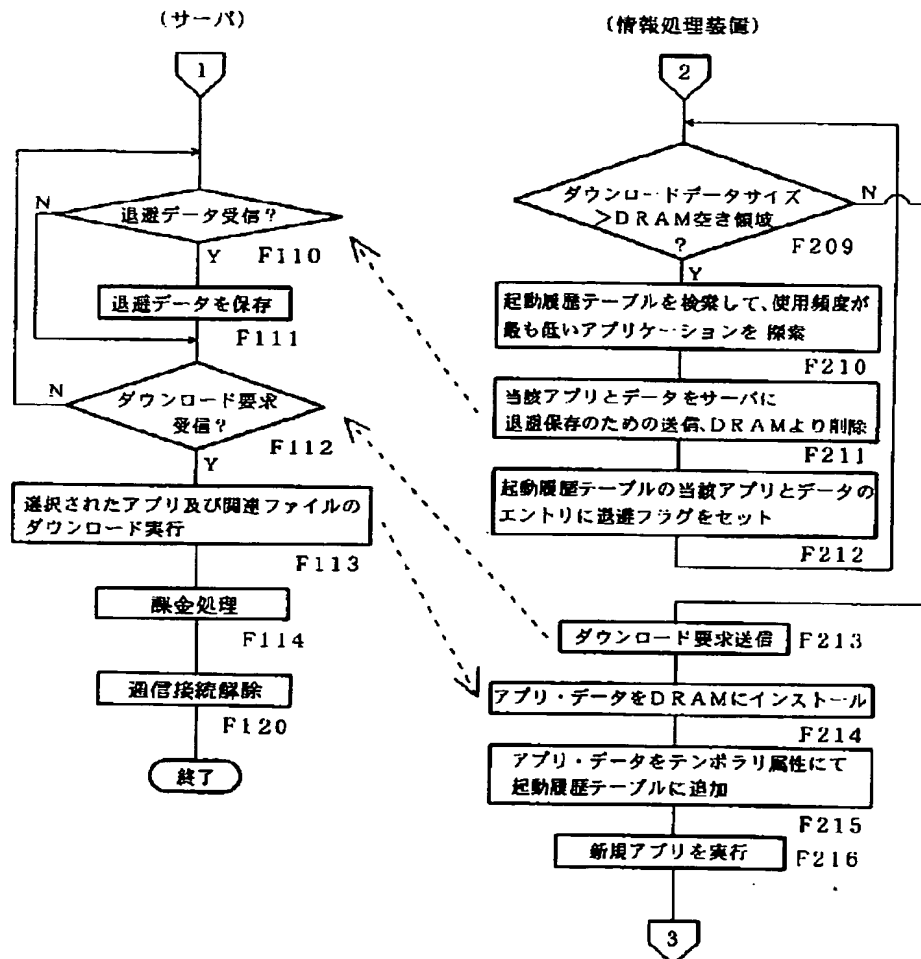 (サーバ)
1
N
退避データ受信?
Y
F110
退避データを保存
F111
N
ダウンロード要求
受信?
F112
Y
選択されたアプリ及び関連ファイルの
ダウンロード実行
F113
課金処理
F114
通信接続解除
F120
終了
(情報処理装置)
2
ダウンロードデータサイズ
>DRAM空き領域
?
N
F209
Y
起動履歴テーブルを検索して、使用頻度が
最も低いアプリケーションを 探索
F210
当該アプリとデータをサーバに
退避保存のための送信、DRAMより削除
F211
起動履歴テーブルの当該アプリとデータの
エントリに退避フラグをセット
F212
ダウンロード要求送信
F213
アプリ・データをDRAMにインストール
F214
アプリ・データをテンポラリ属性にて
起動履歴テーブルに追加
F215
新規アプリを実行
F216
3